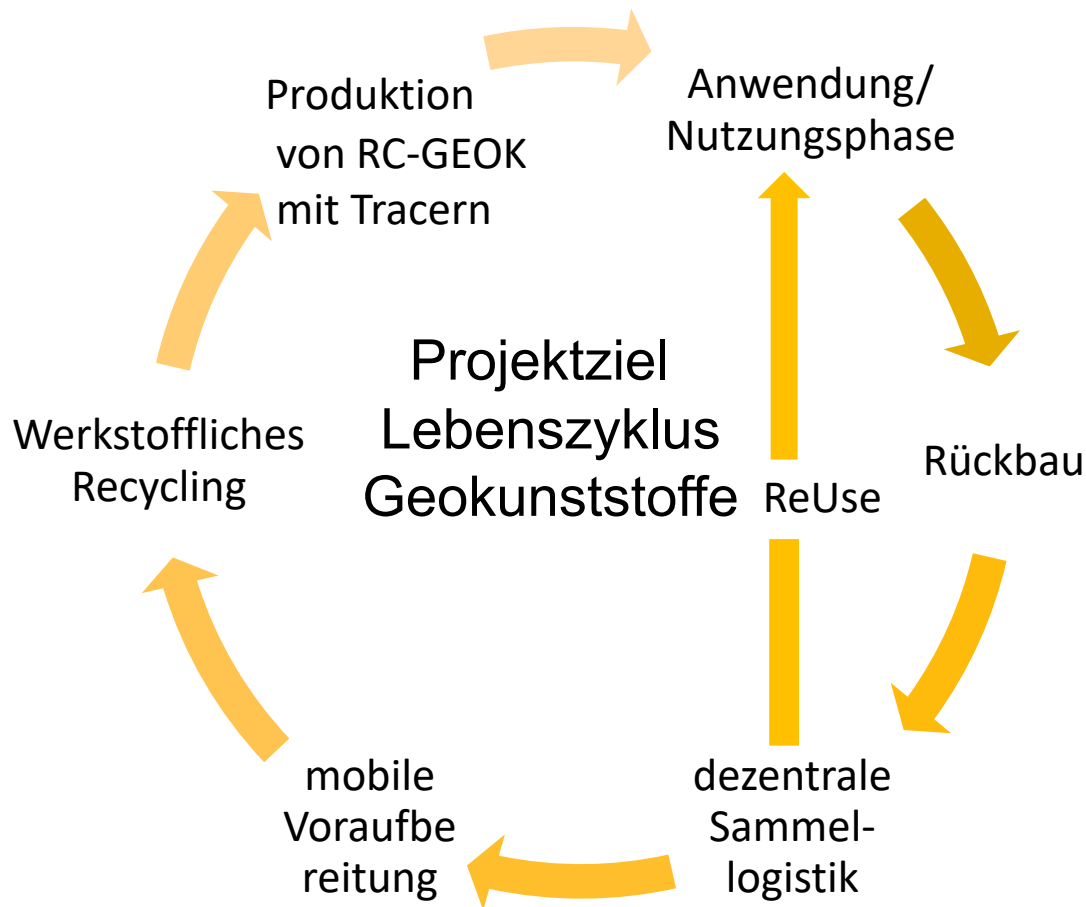 Produktion
von RC-GEOK
mit Tracern
Anwendung/
Nutzungsphase
Projektziel
Lebenszyklus
Geokunststoffe
ReUse
Rückbau
dezentrale
Sammel-
logistik
mobile
Voraufbe
reitung
Werkstoffliches
Recycling